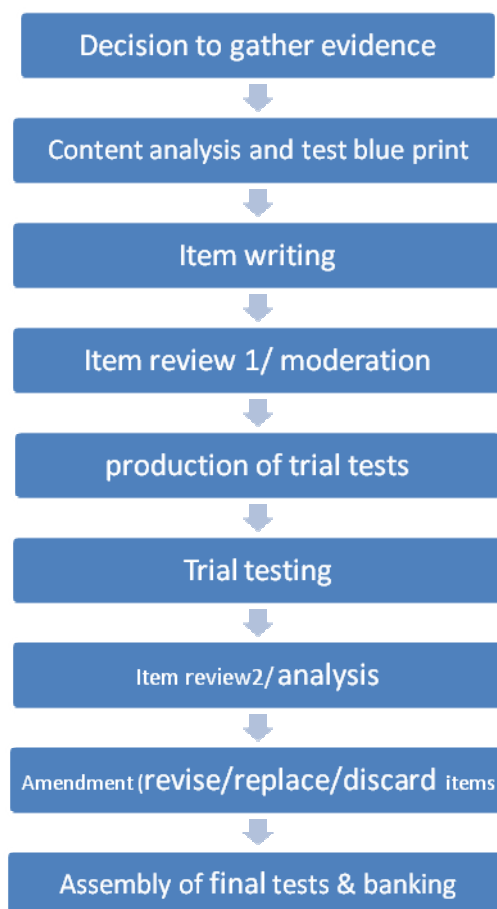 Decision to gather evidence
Content analysis and test blue print
Item writing
Item review 1/ moderation
production of trial tests
Trial testing
Item review2/ analysis
Amendment (revise/replace/discard items
Assembly of final tests & banking